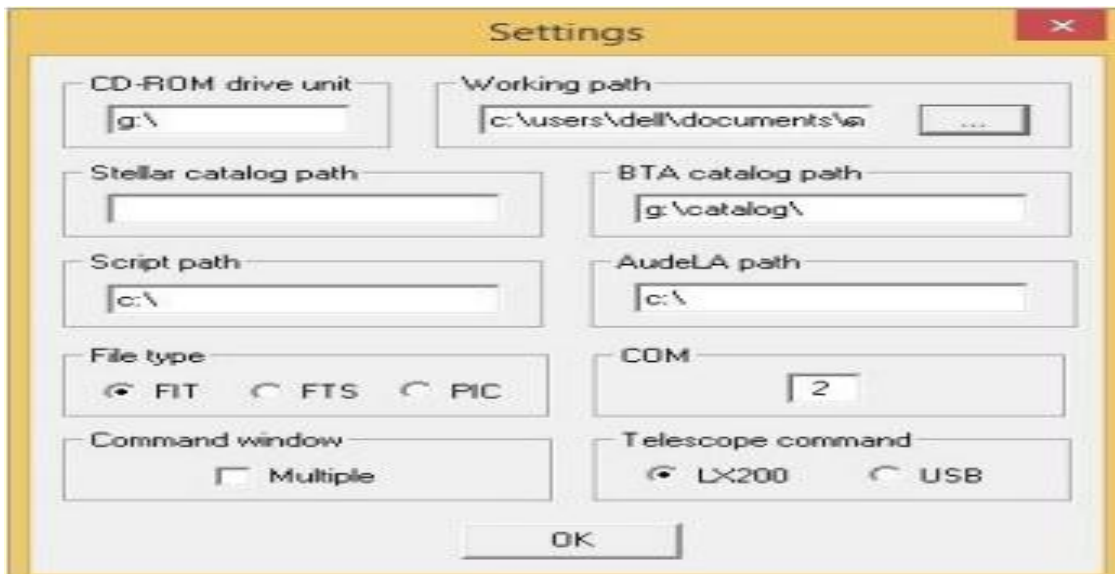 Settings
CD-ROM drive unit
g:\
Working path
c:\users\dell\documents\
...
Stellar catalog path
BTA catalog path
g:\catalog\
Script path
c:\
AudeLA path
c:\
File type
FIT FTS PIC
COM
2
Command window
Multiple
Telescope command
LX200 USB
OK